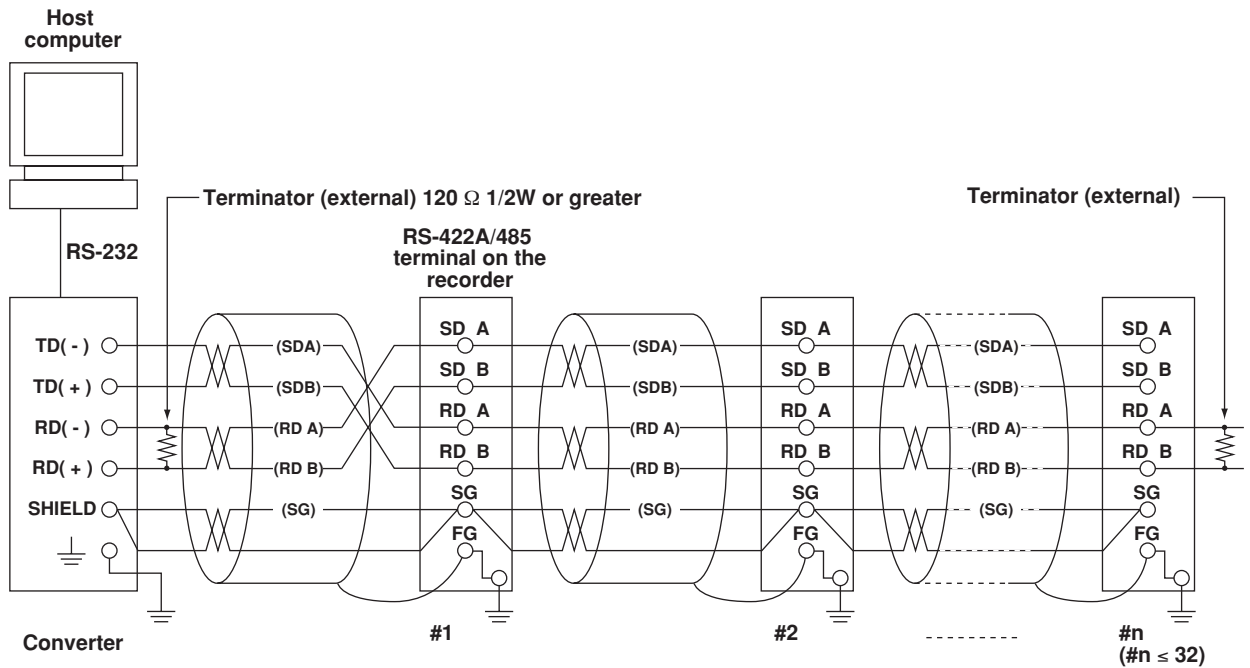 Host
computer
RS-232
Terminator (external) 120 Ω 1/2W or greater
Terminator (external)
RS-422A/485
terminal on the
recorder
TD( - )
TD( + )
RD( - )
RD( + )
SHIELD
(SDA)
(SDB)
(RD A)
(RD B)
(SG)
SD A
SD B
RD A
RD B
SG
FG
(SDA)
(SDB)
(RD A)
(RD B)
(SG)
SD A
SD B
RD A
RD B
SG
FG
(SDA)
(SDB)
(RD A)
(RD B)
(SG)
SD A
SD B
RD A
RD B
SG
FG
Converter
#1
#2
#n
(#n ≤ 32)